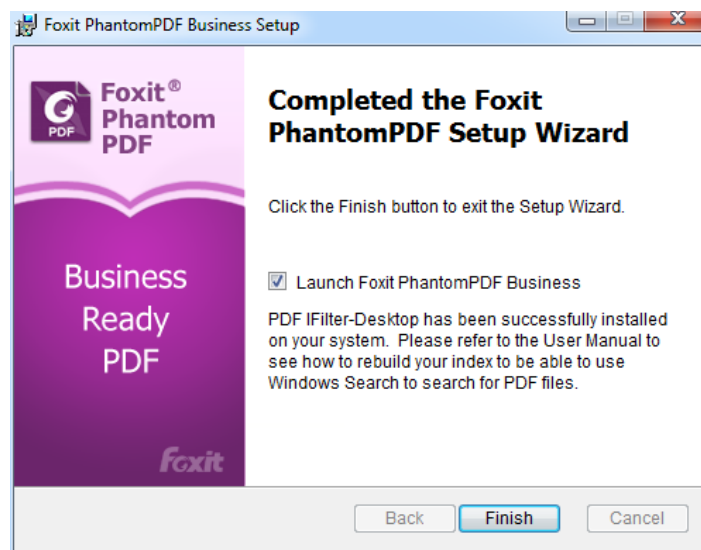 Foxit PhantomPDF Business Setup
Foxit®
Phantom
PDF
PDF
Business
Ready
PDF
Foxit
Completed the Foxit
PhantomPDF Setup Wizard
Click the Finish button to exit the Setup Wizard.
Launch Foxit PhantomPDF Business
PDF IFilter-Desktop has been successfully installed
on your system. Please refer to the User Manual to
see how to rebuild your index to be able to use
Windows Search to search for PDF files.
Back
Finish
Cancel